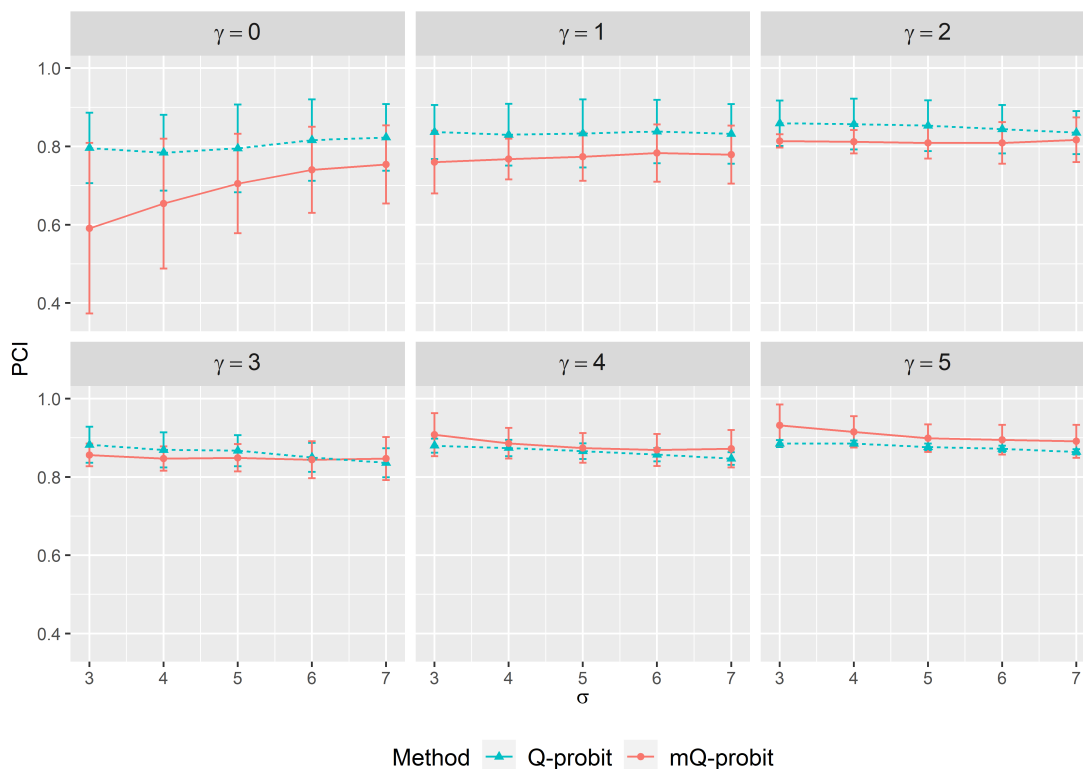 γ = 0
γ = 1
γ = 2
1.0
0.8
0.6
0.4
PCI
γ = 3
γ = 4
γ = 5
1.0
0.8
0.6
0.4
3 4 5 6 7 3 4 5 6 7 3 4 5 6 7
σ
Method Q-probit mQ-probit